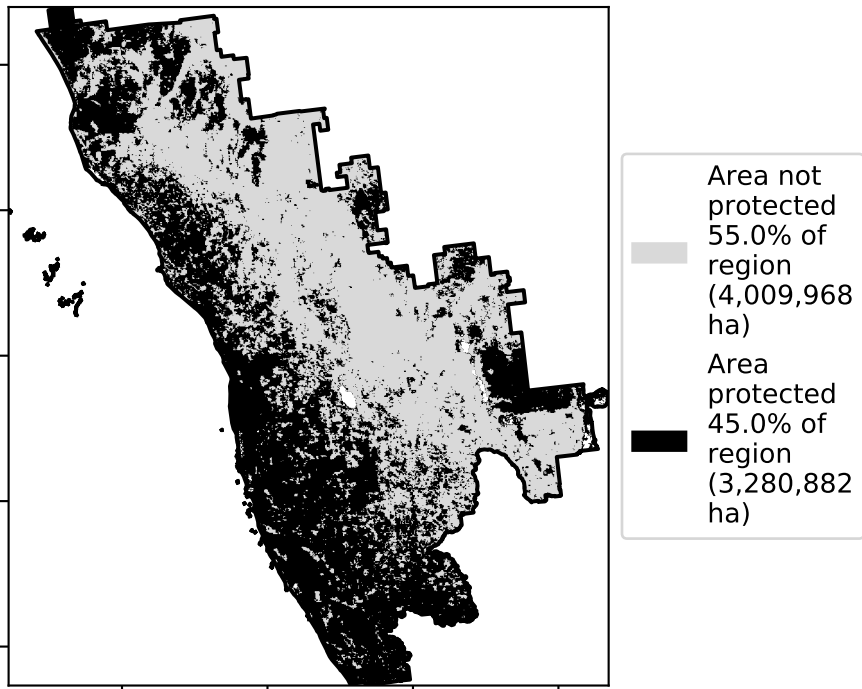 Area not
protected
55.0% of
region
(4,009,968
ha)
Area
protected
45.0% of
region
(3,280,882
ha)